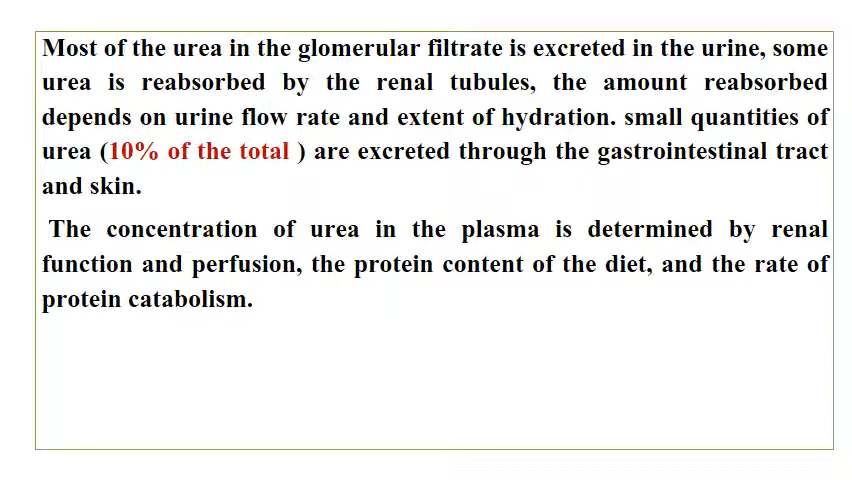 Most of the urea in the glomerular filtrate is excreted in the urine, some
urea is reabsorbed by the renal tubules, the amount reabsorbed
depends on urine flow rate and extent of hydration. small quantities of
urea (10% of the total ) are excreted through the gastrointestinal tract
and skin.
The concentration of urea in the plasma is determined by renal
function and perfusion, the protein content of the diet, and the rate of
protein catabolism.